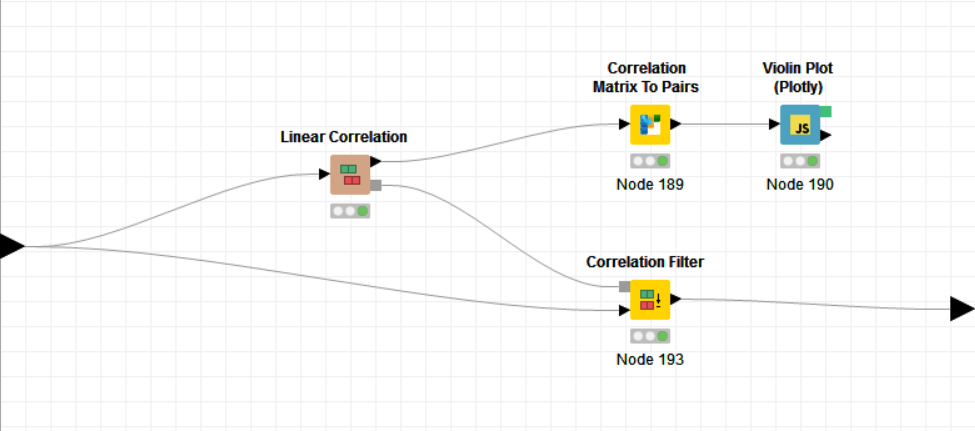 Correlation
Matrix To Pairs
Violin Plot
(Plotly)
Linear Correlation
JS
Node 189
Node 190
Correlation Filter
Node 193